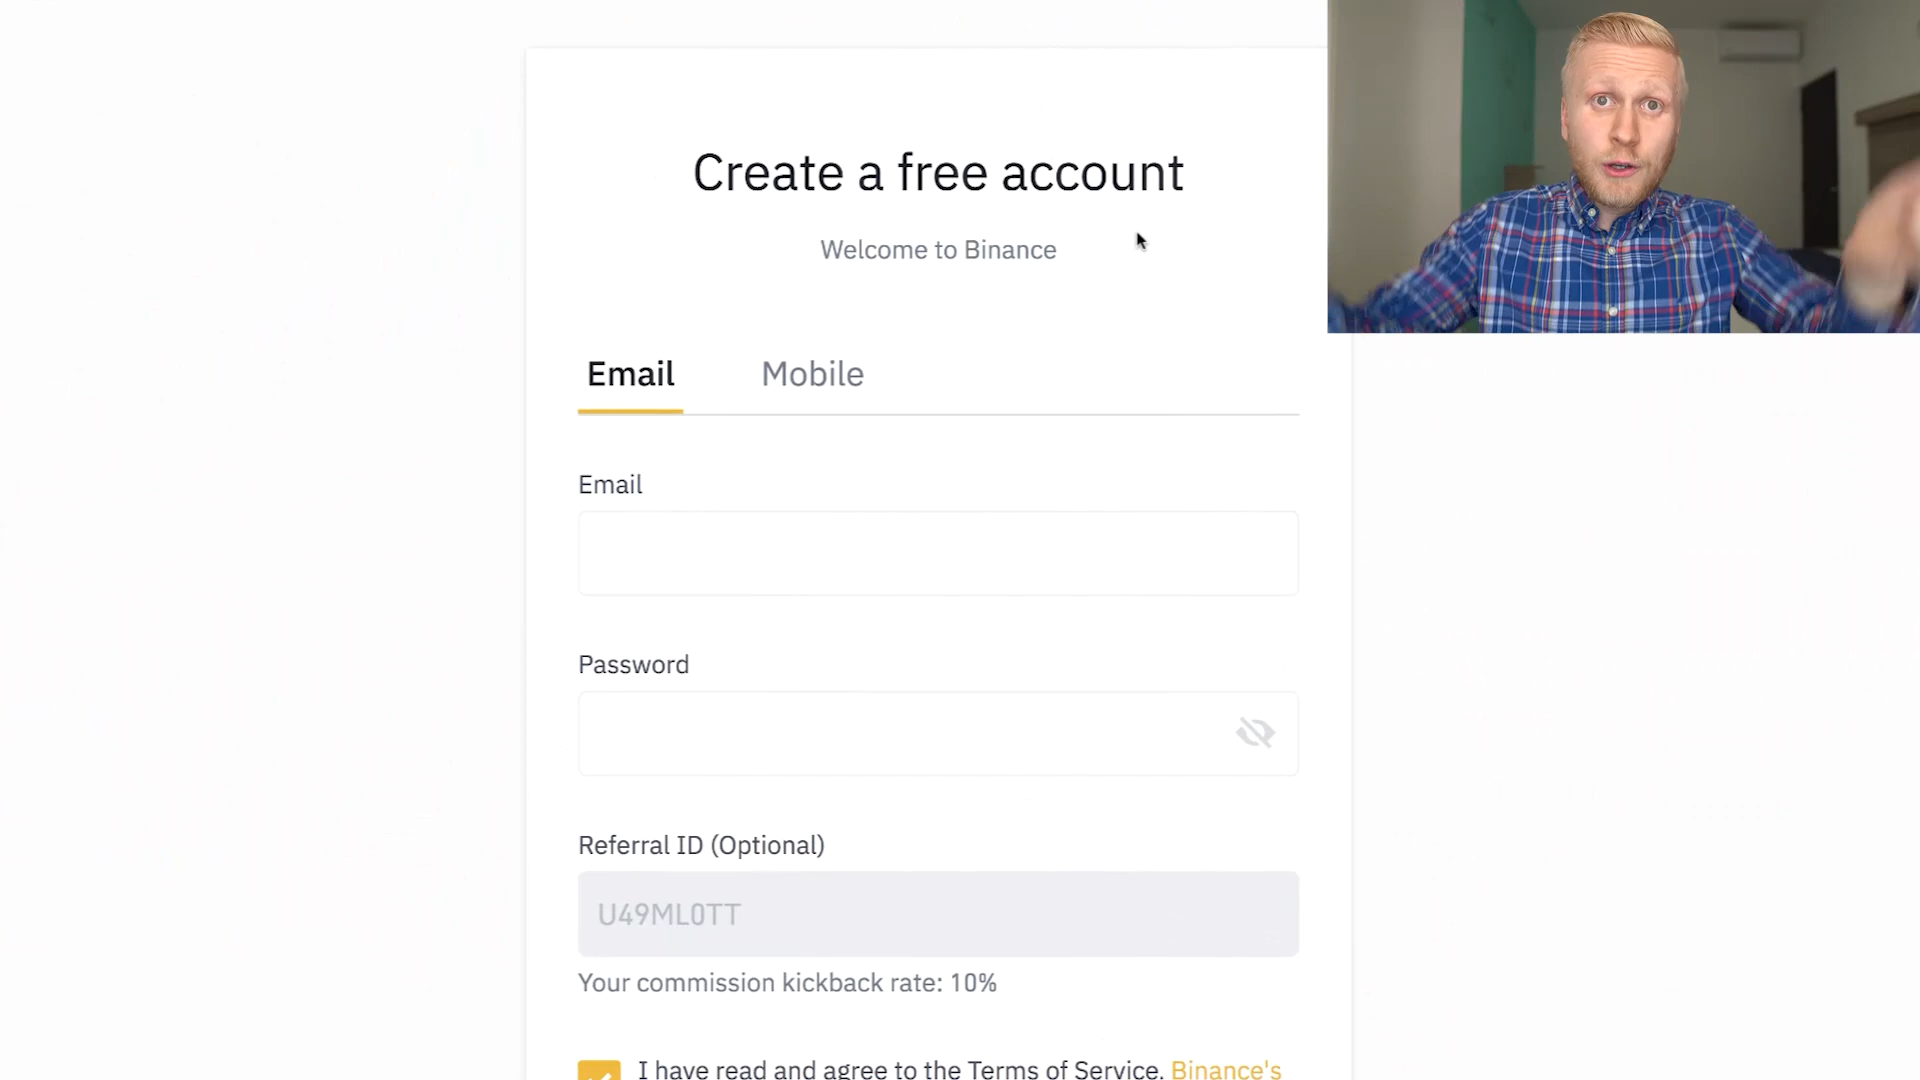 Create a free account
Welcome to Binance
Email Mobile
Email
Password
Referral ID (Optional)
U49ML0TT
Your commission kickback rate: 10%
I have read and agree to the Terms of Service. Binance's